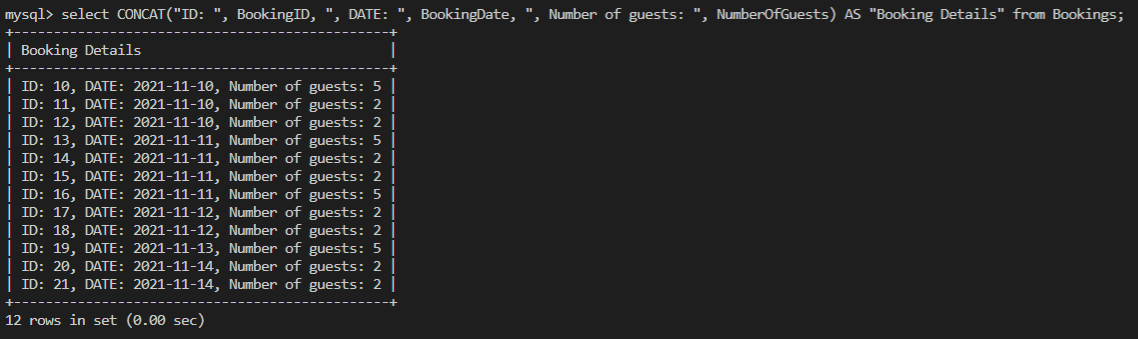 mysql> select CONCAT("ID: ", BookingID, ", DATE: ", BookingDate, ", Number of guests: ", NumberOfGuests) AS "Booking Details" from Bookings;
+-----------------------------------------------+
| Booking Details                               |
+-----------------------------------------------+
| ID: 10, DATE: 2021-11-10, Number of guests: 5 |
| ID: 11, DATE: 2021-11-10, Number of guests: 2 |
| ID: 12, DATE: 2021-11-10, Number of guests: 2 |
| ID: 13, DATE: 2021-11-11, Number of guests: 5 |
| ID: 14, DATE: 2021-11-11, Number of guests: 2 |
| ID: 15, DATE: 2021-11-11, Number of guests: 2 |
| ID: 16, DATE: 2021-11-11, Number of guests: 5 |
| ID: 17, DATE: 2021-11-12, Number of guests: 2 |
| ID: 18, DATE: 2021-11-12, Number of guests: 2 |
| ID: 19, DATE: 2021-11-13, Number of guests: 5 |
| ID: 20, DATE: 2021-11-14, Number of guests: 2 |
| ID: 21, DATE: 2021-11-14, Number of guests: 2 |
+-----------------------------------------------+
12 rows in set (0.00 sec)